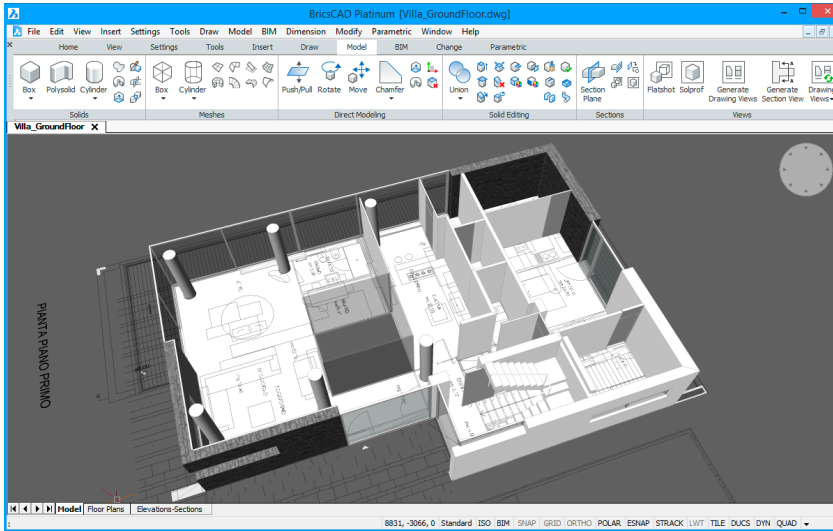 BricsCAD Platinum [Villa_GroundFloor.dwg]
File Edit View Insert Settings Tools Draw Model BIM Dimension Modify Parametric Window Help
Home View Settings Tools Insert Draw Model BIM Change Parametric
Box Polysolid Cylinder Box Cylinder Push/Pull Rotate Move Chamfer Union Section Plane Flatshot Solprof Generate Drawing Views Generate Section View Drawing Views
Solids Meshes Direct Modeling Solid Editing Sections Views
Villa_GroundFloor X
PIANTA PIANO PRIMO
Model Floor Plans Elevations-Sections
8831, -3066, 0 Standard ISO BIM SNAP GRID ORTHO POLAR ESNAP STRACK LWT TILE DUCS DYN QUAD
: